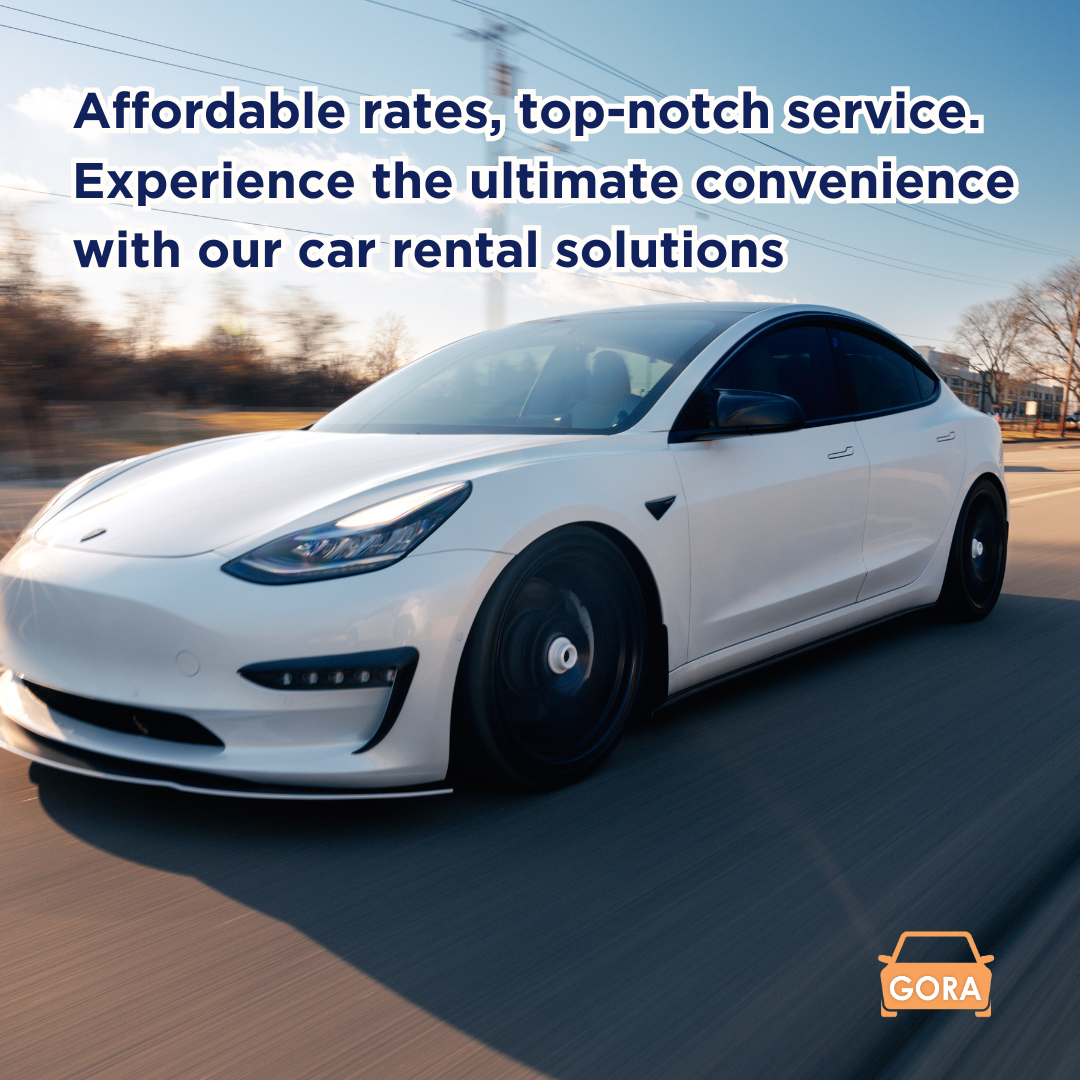 Affordable rates, top-notch service.
Experience the ultimate convenience
with our car rental solutions
GORA